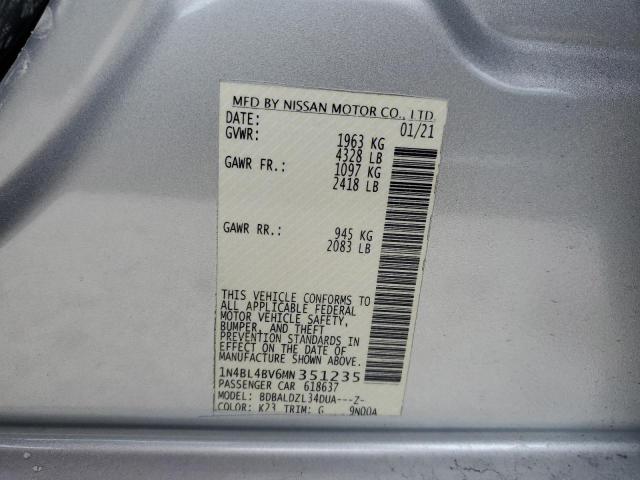 MFD BY NISSAN MOTOR CO., LTD.
DATE: 01/21
GVWR: 1963 KG
4328 LB
GAWR FR.: 1097 KG
2418 LB
GAWR RR.: 945 KG
2083 LB
THIS VEHICLE CONFORMS TO
ALL APPLICABLE FEDERAL
MOTOR VEHICLE SAFETY,
BUMPER, AND THEFT
PREVENTION STANDARDS IN
EFFECT ON THE DATE OF
MANUFACTURE SHOWN ABOVE.
1N4BL4BV6MN351235
PASSENGER CAR 618637
MODEL: BDBALDZL34DUA---Z-
COLOR: K23 TRIM: G 9N00A